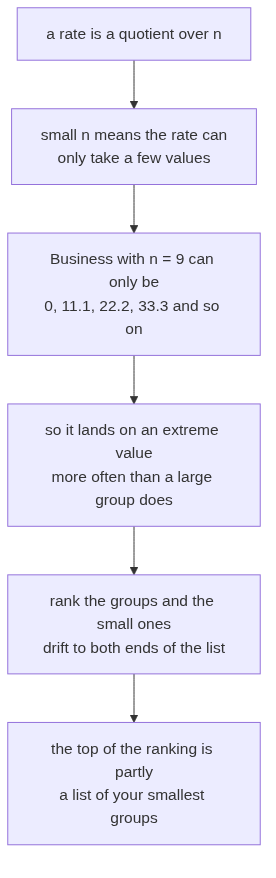 a rate is a quotient over n
small n means the rate can
only take a few values
Business with n = 9 can
only be
0, 11.1, 22.2, 33.3 and so
on
so it lands on an extreme
value
more often than a large
group does
rank the groups and the
small ones
drift to both ends of the list
the top of the ranking is
partly
a list of your smallest
groups